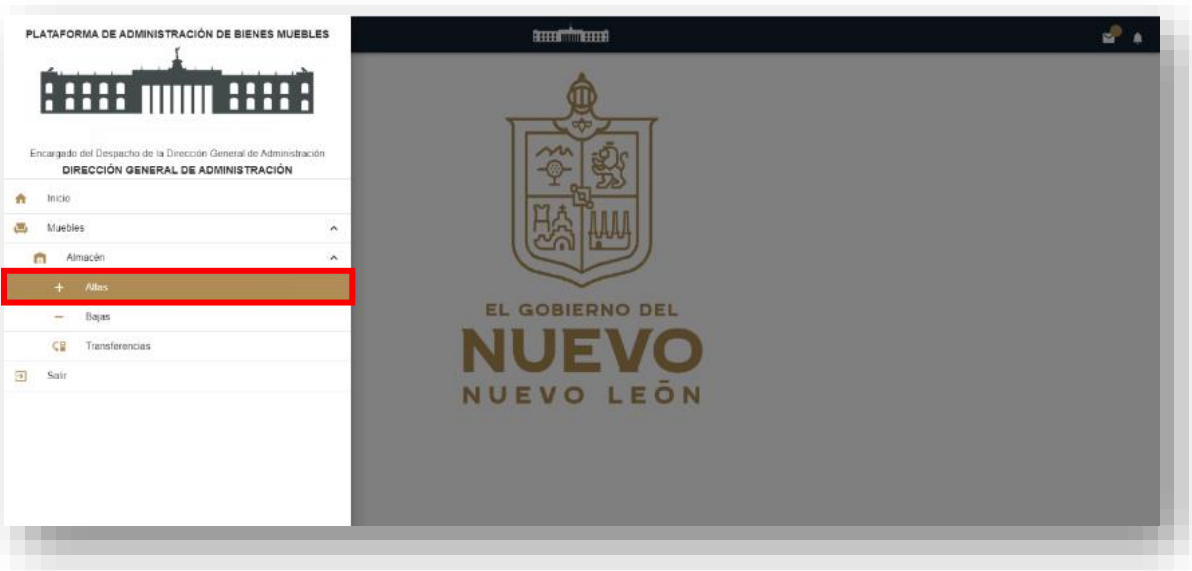 PLATAFORMA DE ADMINISTRACIÓN DE BIENES MUEBLES
Encargado del Despacho de la Dirección General de Administración
DIRECCIÓN GENERAL DE ADMINISTRACIÓN
Inicio
Muebles
Almacén
Altas
Bajas
Transferencias
Salir
EL GOBIERNO DEL
NUEVO
NUEVO LEÓN